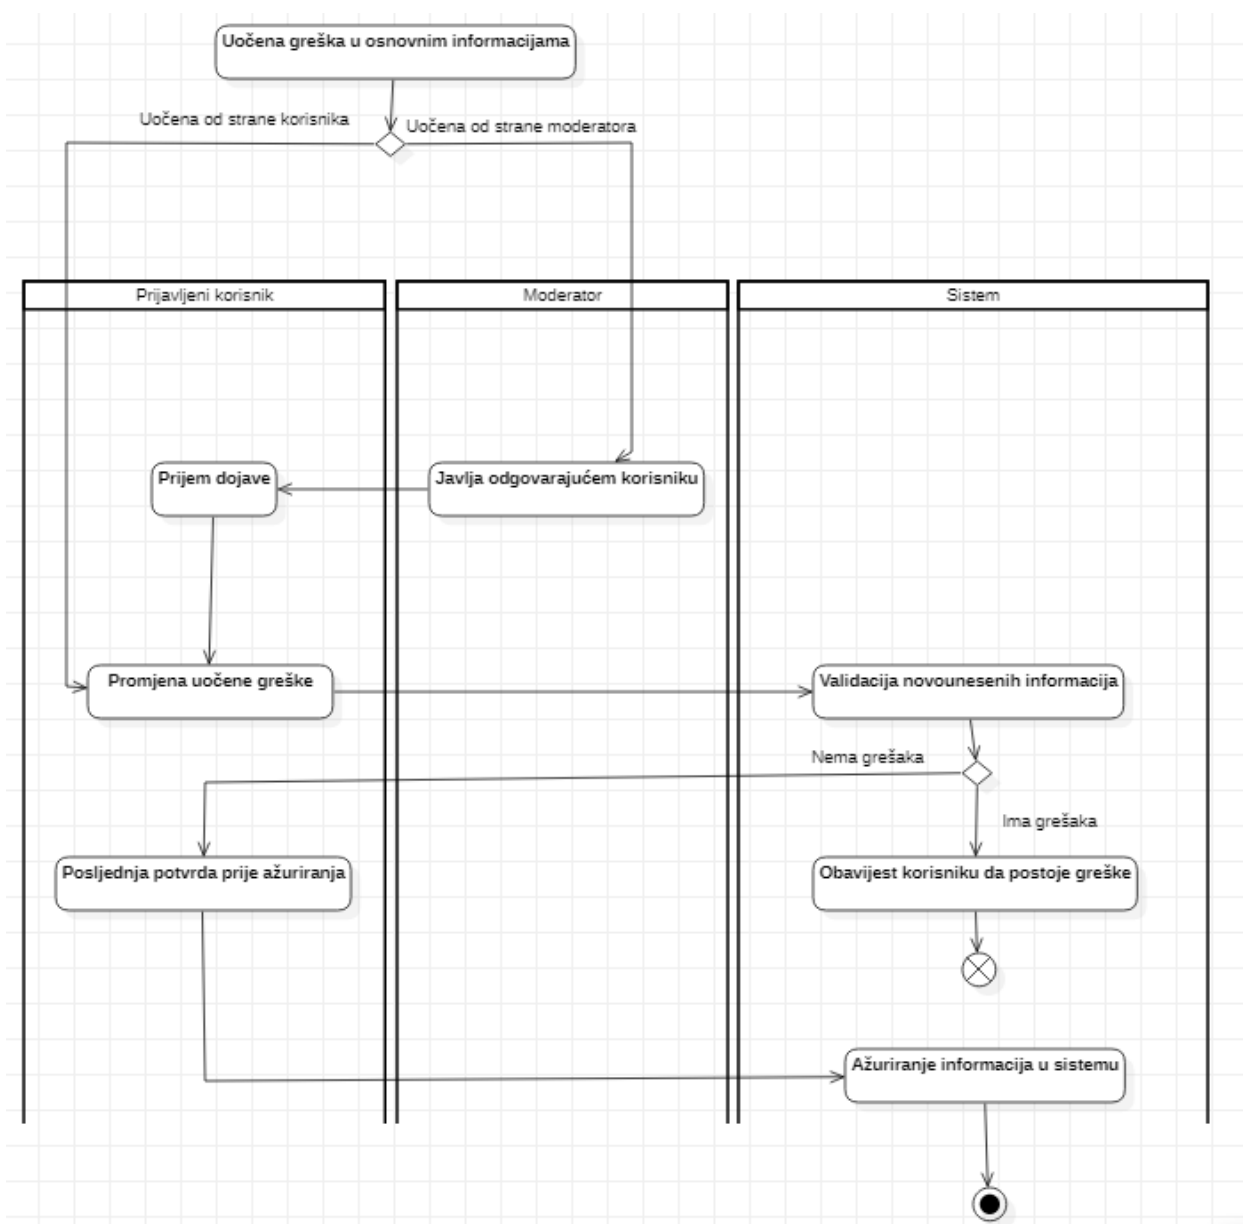 Uočena greška u osnovnim informacijama
Uočena od strane korisnika
Uočena od strane moderatora
Prijavljeni korisnik
Moderator
Sistem
Prijem dojave
Javlja odgovarajućem korisniku
Promjena uočene greške
Validacija novounesenih informacija
Nema grešaka
Ima grešaka
Posljednja potvrda prije ažuriranja
Obavijest korisniku da postoje greške
Ažuriranje informacija u sistemu